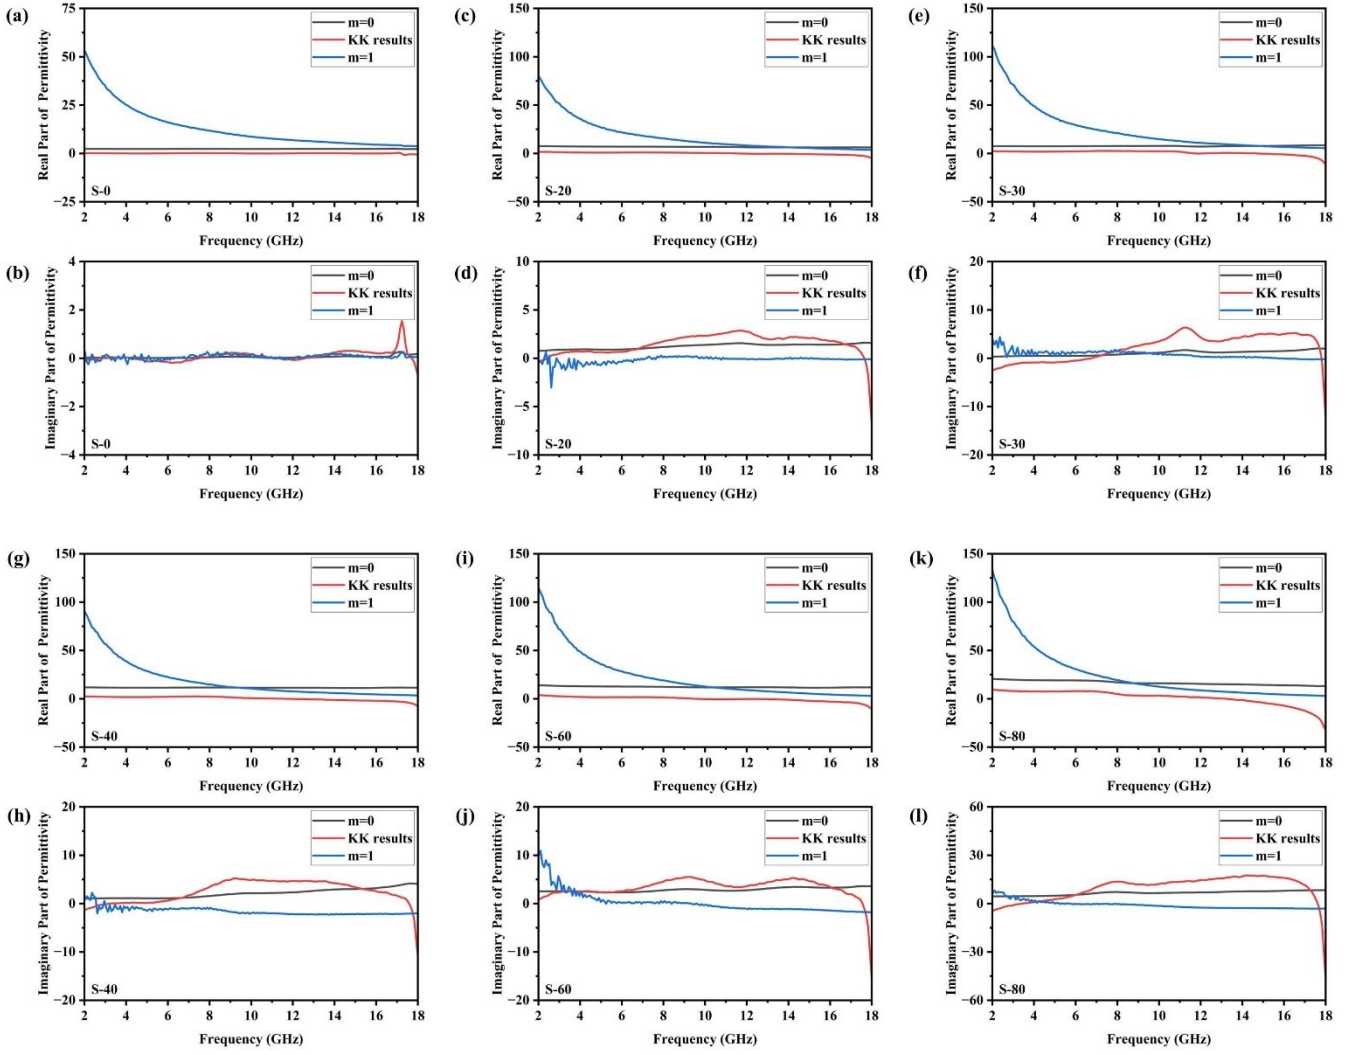 (a)
Real Part of Permittivity
75
50
25
0
−25
m=0
KK results
m=1
S-0
2 4 6 8 10 12 14 16 18
Frequency (GHz)
(c)
Real Part of Permittivity
150
100
50
0
−50
m=0
KK results
m=1
S-20
2 4 6 8 10 12 14 16 18
Frequency (GHz)
(e)
Real Part of Permittivity
150
100
50
0
−50
m=0
KK results
m=1
S-30
2 4 6 8 10 12 14 16 18
Frequency (GHz)
(b)
Imaginary Part of Permittivity
4
2
0
−2
−4
m=0
KK results
m=1
S-0
2 4 6 8 10 12 14 16 18
Frequency (GHz)
(d)
Imaginary Part of Permittivity
10
5
0
−5
−10
m=0
KK results
m=1
S-20
2 4 6 8 10 12 14 16 18
Frequency (GHz)
(f)
Imaginary Part of Permittivity
20
10
0
−10
−20
m=0
KK results
m=1
S-30
2 4 6 8 10 12 14 16 18
Frequency (GHz)
(g)
Real Part of Permittivity
150
100
50
0
−50
m=0
KK results
m=1
S-40
2 4 6 8 10 12 14 16 18
Frequency (GHz)
(i)
Real Part of Permittivity
150
100
50
0
−50
m=0
KK results
m=1
S-60
2 4 6 8 10 12 14 16 18
Frequency (GHz)
(k)
Real Part of Permittivity
150
100
50
0
−50
m=0
KK results
m=1
S-80
2 4 6 8 10 12 14 16 18
Frequency (GHz)
(h)
Imaginary Part of Permittivity
20
10
0
−10
−20
m=0
KK results
m=1
S-40
2 4 6 8 10 12 14 16 18
Frequency (GHz)
(j)
Imaginary Part of Permittivity
20
10
0
−10
−20
m=0
KK results
m=1
S-60
2 4 6 8 10 12 14 16 18
Frequency (GHz)
(l)
Imaginary Part of Permittivity
60
30
0
−30
−60
m=0
KK results
m=1
S-80
2 4 6 8 10 12 14 16 18
Frequency (GHz)